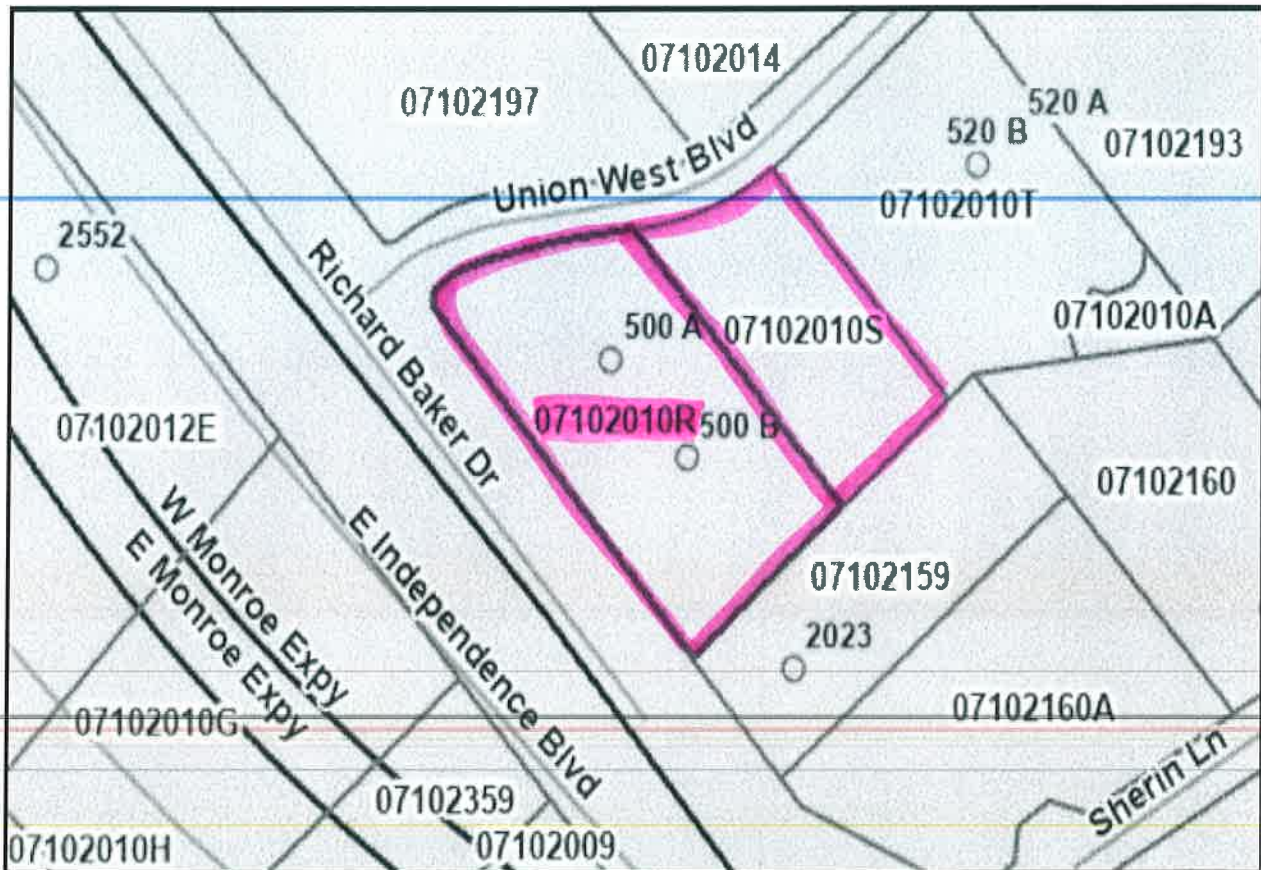 07102014
07102197
520 A
520 B
07102193
Union West Blvd
07102010T
2552
Richard Baker Dr
500 A
07102010S
07102010A
07102010R
500 B
07102012E
07102160
W Monroe Expy
E Monroe Expy
E Independence Blvd
07102159
2023
07102010G
07102160A
Sherin Ln
07102359
07102009
07102010H